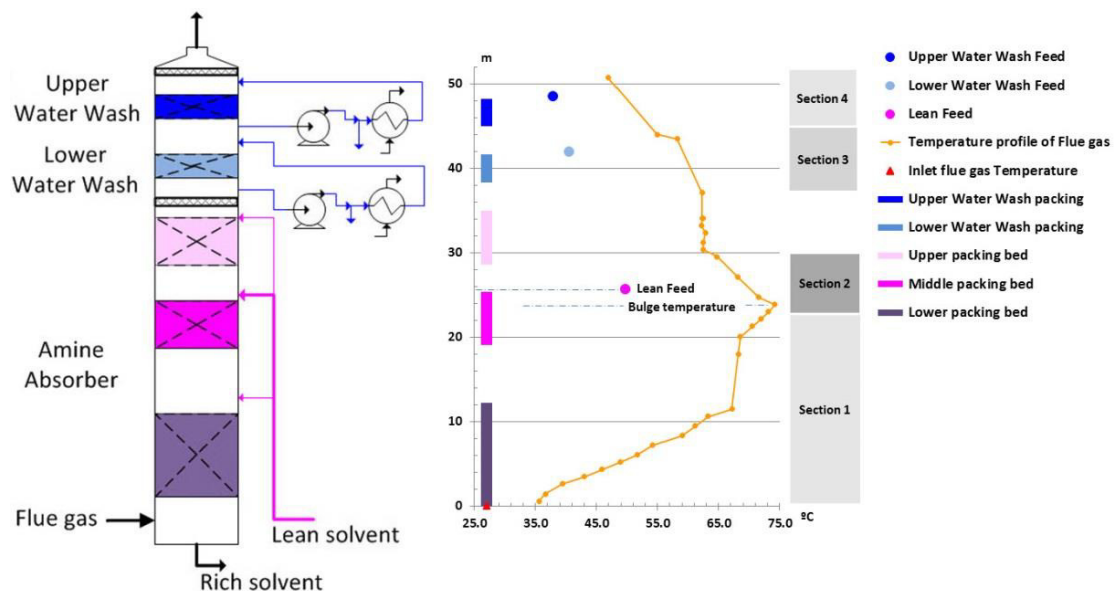 Upper
Water Wash
Lower
Water Wash
Amine
Absorber
Flue gas
Lean solvent
Rich solvent
m
50
40
30
20
10
0
25.0
35.0
45.0
55.0
65.0
75.0
ºC
Lean Feed
Bulge temperature
Section 4
Section 3
Section 2
Section 1
Upper Water Wash Feed
Lower Water Wash Feed
Lean Feed
Temperature profile of Flue gas
Inlet flue gas Temperature
Upper Water Wash packing
Lower Water Wash packing
Upper packing bed
Middle packing bed
Lower packing bed